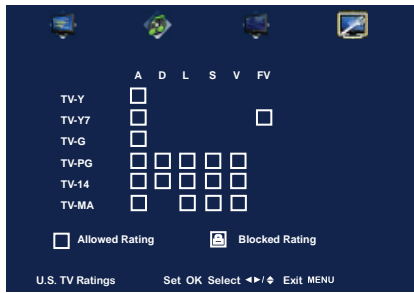 A D L S V FV
TV-Y
TV-Y7
TV-G
TV-PG
TV-14
TV-MA
Allowed Rating Blocked Rating
U.S. TV Ratings Set OK Select ◄►/⬍ Exit MENU